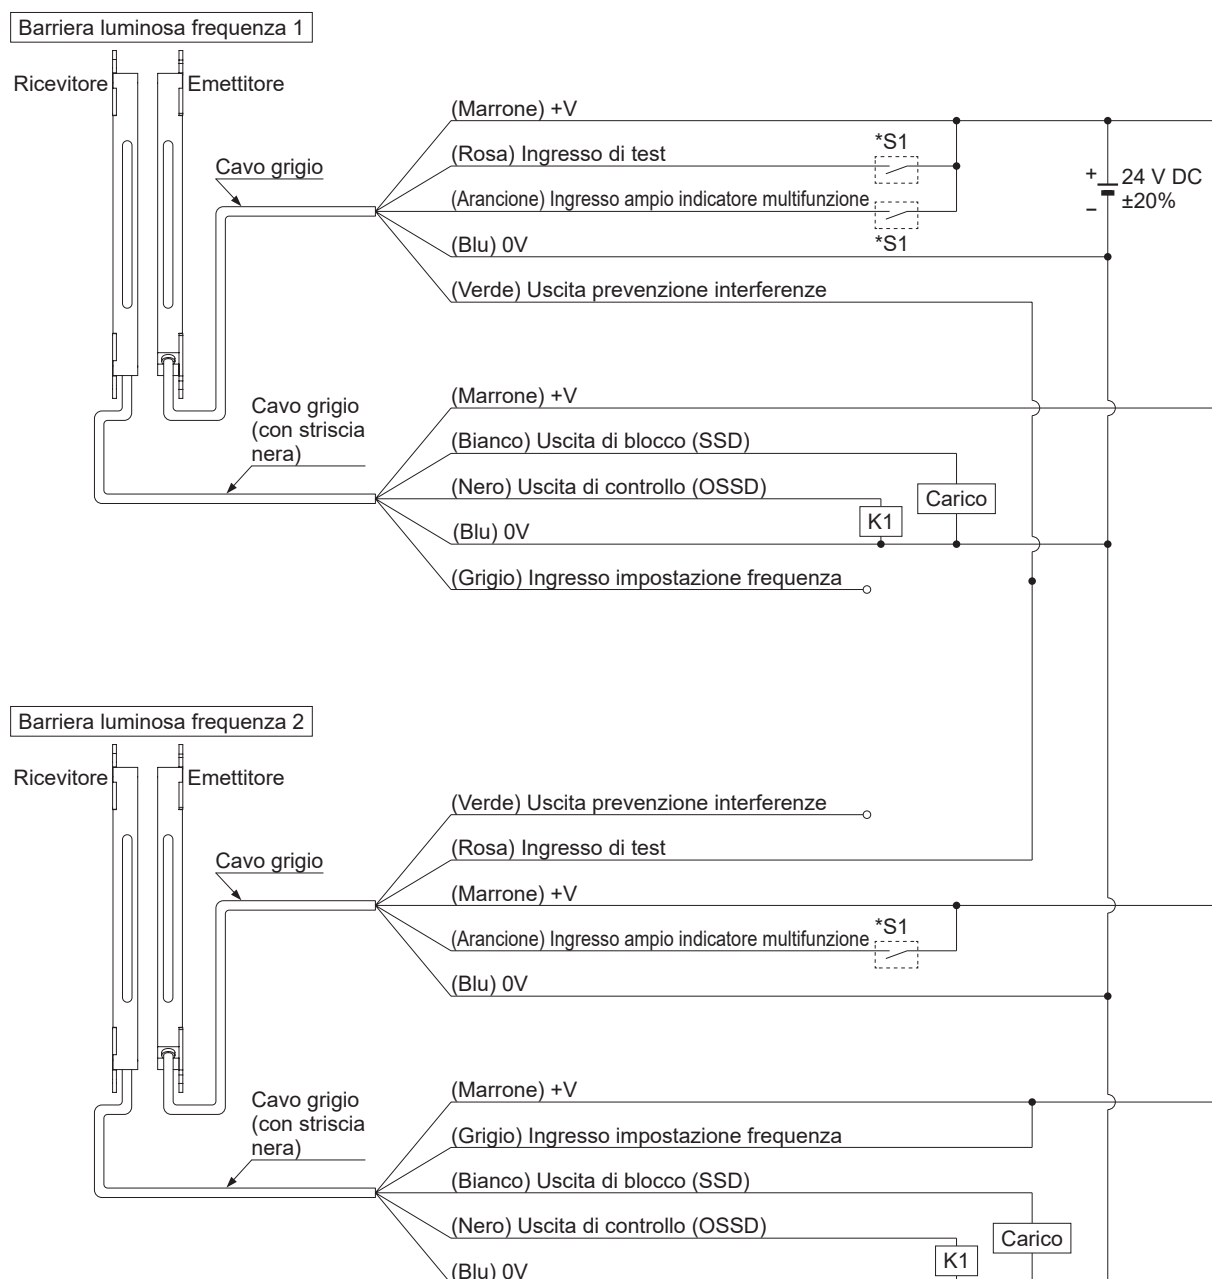 Barriera luminosa frequenza 1
Ricevitore
Emettitore
Cavo grigio
(Marrone) +V
(Rosa) Ingresso di test
*S1
(Arancione) Ingresso ampio indicatore multifunzione
*S1
(Blu) 0V
(Verde) Uscita prevenzione interferenze
+
−
24 V DC
±20%
Cavo grigio
(con striscia
nera)
(Marrone) +V
(Bianco) Uscita di blocco (SSD)
(Nero) Uscita di controllo (OSSD)
K1
Carico
(Blu) 0V
(Grigio) Ingresso impostazione frequenza
Barriera luminosa frequenza 2
Ricevitore
Emettitore
Cavo grigio
(Verde) Uscita prevenzione interferenze
(Rosa) Ingresso di test
(Marrone) +V
(Arancione) Ingresso ampio indicatore multifunzione
*S1
(Blu) 0V
Cavo grigio
(con striscia
nera)
(Marrone) +V
(Grigio) Ingresso impostazione frequenza
(Bianco) Uscita di blocco (SSD)
(Nero) Uscita di controllo (OSSD)
K1
Carico
(Blu) 0V